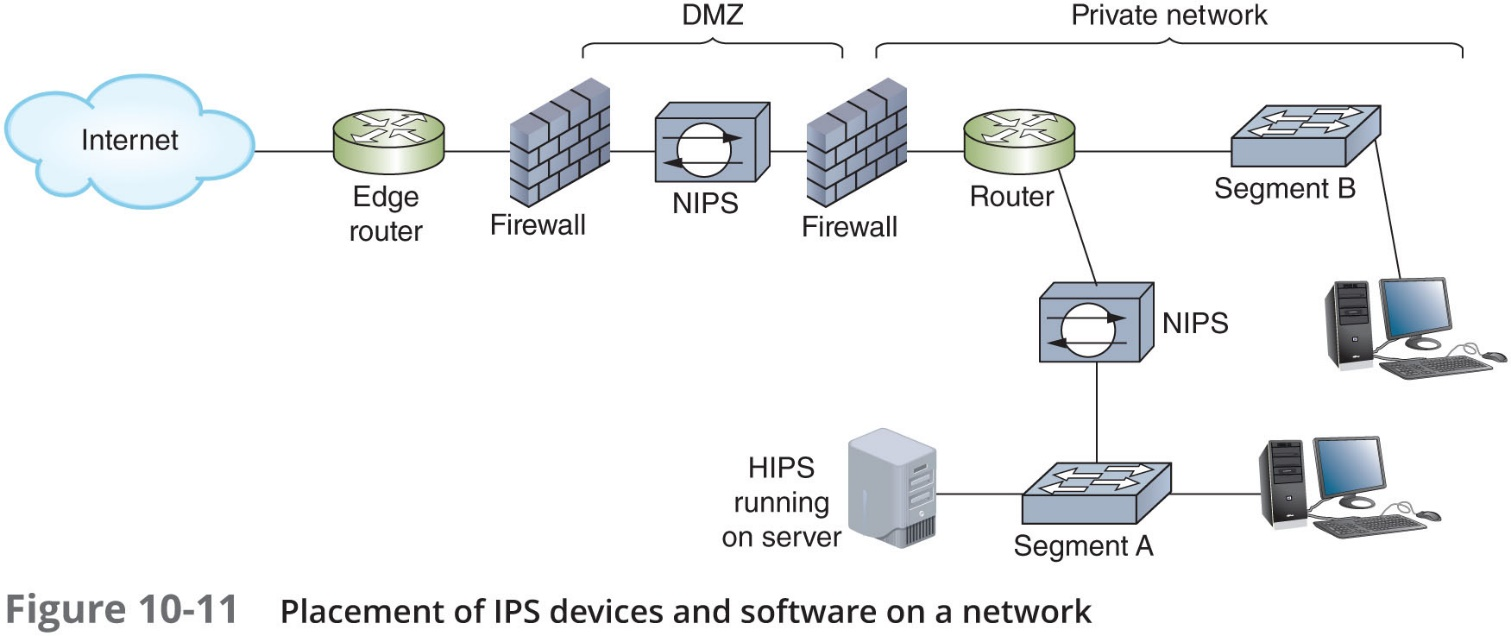 DMZ
Private network
Internet
Edge
router
Firewall
NIPS
Firewall
Router
Segment B
NIPS
HIPS
running
on server
Segment A
Figure 10-11 Placement of IPS devices and software on a network